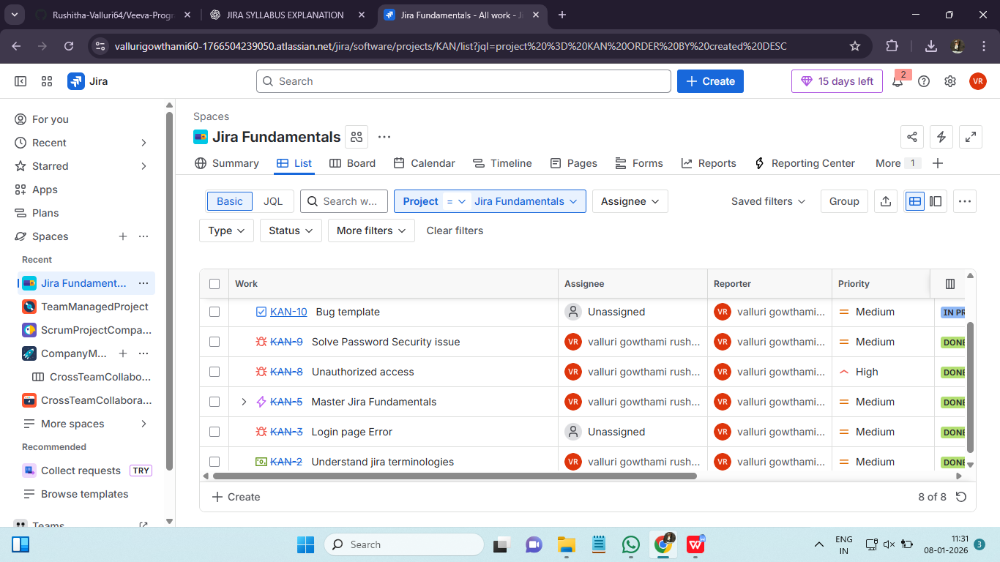 Rushitha-Valluri64/Veeva-Progr
JIRA SYLLABUS EXPLANATION
Jira Fundamentals - All work - Ji
vallurigowthami60-1766504239050.atlassian.net/jira/software/projects/KAN/list?jql=project%20%3D%20KAN%20ORDER%20BY%20created%20DESC
Jira
Search
Create
15 days left
2
VR
For you
Recent
Starred
Apps
Plans
Spaces
Recent
Jira Fundament...
TeamManagedProject
ScrumProjectCompa...
CompanyM...
CrossTeamCollabo...
CrossTeamCollabora...
More spaces
Recommended
Collect requests TRY
Browse templates
Teams
Spaces
Jira Fundamentals
Summary List Board Calendar Timeline Pages Forms Reports Reporting Center More 1
Basic JQL Search w... Project = Jira Fundamentals Assignee Saved filters Group
Type Status More filters Clear filters
Work Assignee Reporter Priority
KAN-10 Bug template Unassigned VR valluri gowthami... Medium IN PR
KAN-9 Solve Password Security issue VR valluri gowthami rush... VR valluri gowthami... Medium DONE
KAN-8 Unauthorized access VR valluri gowthami rush... VR valluri gowthami... High DONE
KAN-5 Master Jira Fundamentals VR valluri gowthami rush... VR valluri gowthami... Medium DONE
KAN-3 Login page Error Unassigned VR valluri gowthami... Medium DONE
KAN-2 Understand jira terminologies VR valluri gowthami rush... VR valluri gowthami... Medium DONE
Create
8 of 8
Search
ENG
IN
11:31
08-01-2026
3